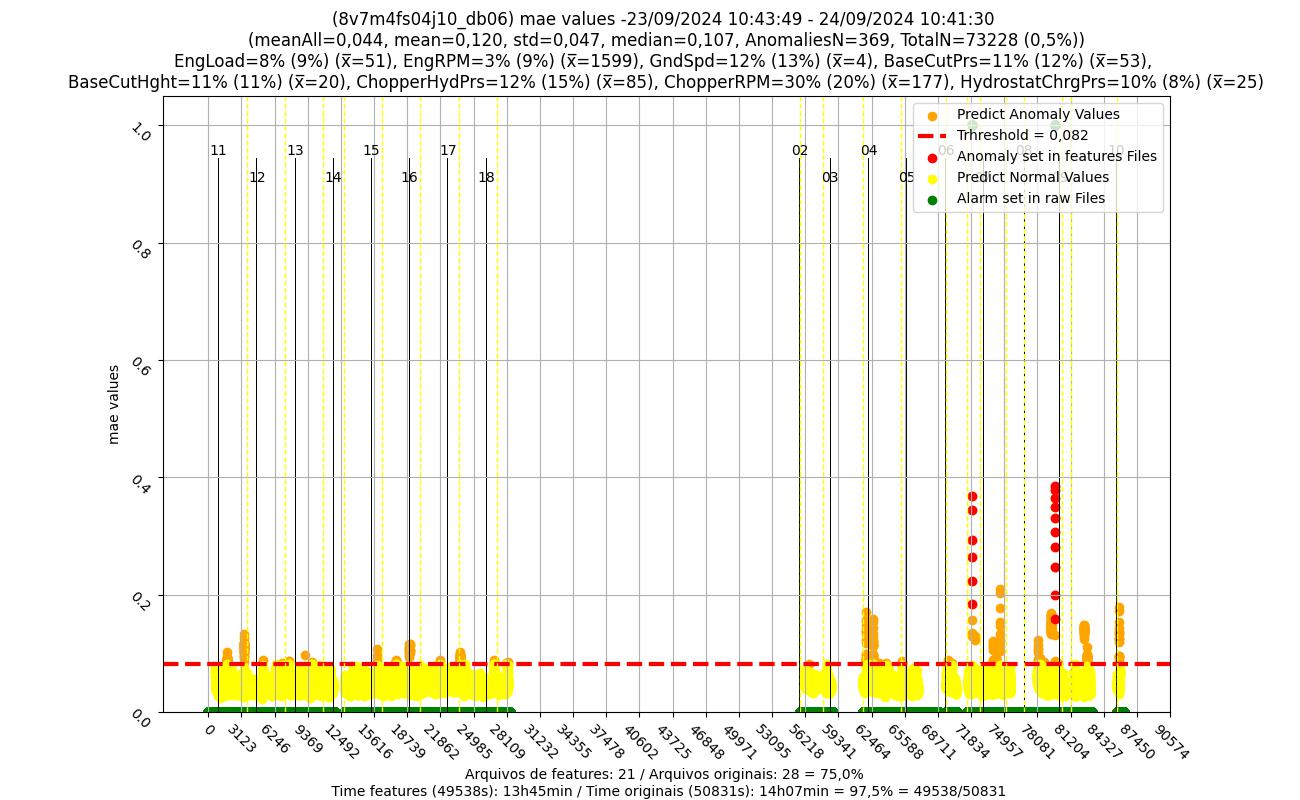 (8v7m4fs04j10_db06) mae values -23/09/2024 10:43:49 - 24/09/2024 10:41:30
(meanAll=0,044, mean=0,120, std=0,047, median=0,107, AnomaliesN=369, TotalN=73228 (0,5%))
EngLoad=8% (9%) (x̅=51), EngRPM=3% (9%) (x̅=1599), GndSpd=12% (13%) (x̅=4), BaseCutPrs=11% (12%) (x̅=53),
BaseCutHght=11% (11%) (x̅=20), ChopperHydPrs=12% (15%) (x̅=85), ChopperRPM=30% (20%) (x̅=177), HydrostatChrgPrs=10% (8%) (x̅=25)
Predict Anomaly Values
Trhreshold = 0,082
Anomaly set in features Files
Predict Normal Values
Alarm set in raw Files
11 13 15 17 02 04 06 08 10
12 14 16 18 03 05
1.0
0.8
0.6
0.4
0.2
0.0
mae values
0 3123 6246 9369 12492 15616 18739 21862 24985 28109 31232 34355 37478 40602 43725 46848 49971 53095 56218 59341 62464 65588 68711 71834 74957 78081 81204 84327 87450 90574
Arquivos de features: 21 / Arquivos originais: 28 = 75,0%
Time features (49538s): 13h45min / Time originais (50831s): 14h07min = 97,5% = 49538/50831